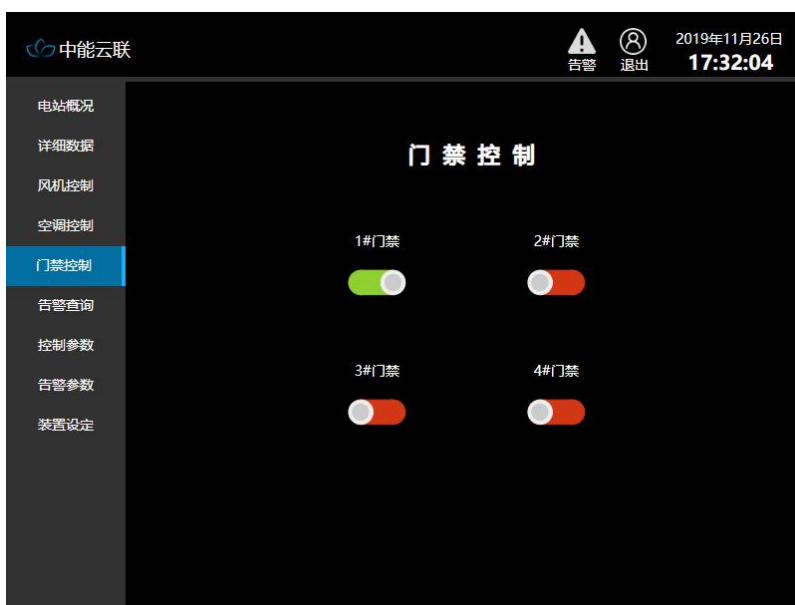 中能云联
告警
退出
2019年11月26日
17:32:04
电站概况
详细数据
风机控制
空调控制
门禁控制
告警查询
控制参数
告警参数
装置设定
门禁控制
1#门禁
2#门禁
3#门禁
4#门禁